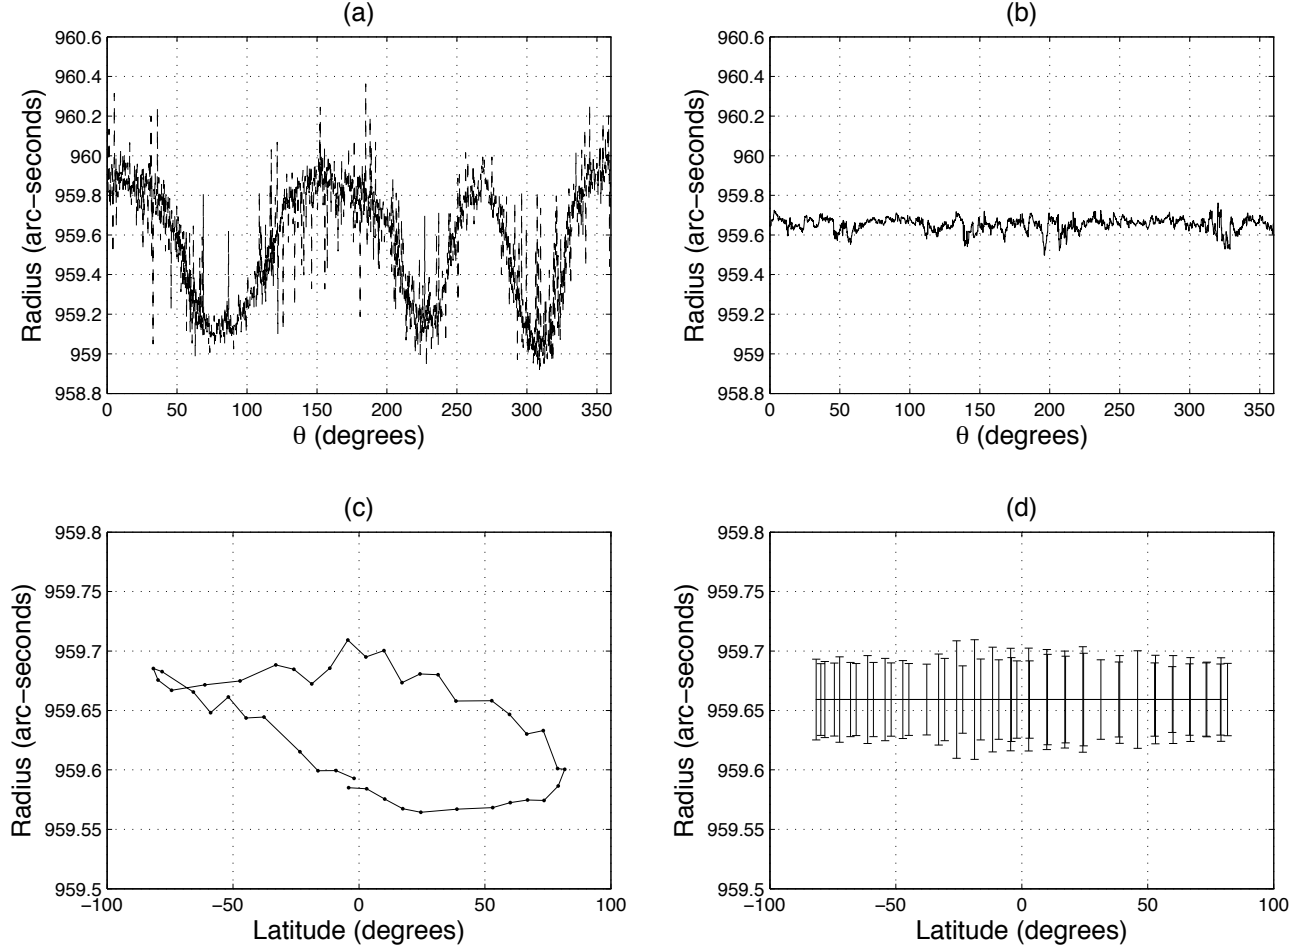 (a)
960.6
960.4
960.2
960
959.8
959.6
959.4
959.2
959
958.8
Radius (arc−seconds)
0 50 100 150 200 250 300 350
θ (degrees)
(b)
960.6
960.4
960.2
960
959.8
959.6
959.4
959.2
959
958.8
Radius (arc−seconds)
0 50 100 150 200 250 300 350
θ (degrees)
(c)
959.8
959.75
959.7
959.65
959.6
959.55
959.5
Radius (arc−seconds)
−100 −50 0 50 100
Latitude (degrees)
(d)
959.8
959.75
959.7
959.65
959.6
959.55
959.5
Radius (arc−seconds)
−100 −50 0 50 100
Latitude (degrees)